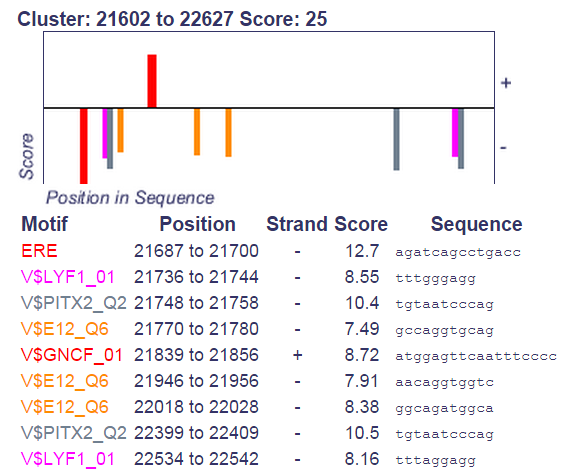 Cluster: 21602 to 22627 Score: 25
+
Score
-
Position in Sequence
Motif Position Strand Score Sequence
ERE 21687 to 21700 - 12.7 agatcagcctgacc
V$LYF1_01 21736 to 21744 - 8.55 tttgggagg
V$PITX2_Q2 21748 to 21758 - 10.4 tgtaatcccag
V$E12_Q6 21770 to 21780 - 7.49 gccaggtgcag
V$GNCF_01 21839 to 21856 + 8.72 atggagttcaatttcccc
V$E12_Q6 21946 to 21956 - 7.91 aacaggtggtc
V$E12_Q6 22018 to 22028 - 8.38 ggcagatggca
V$PITX2_Q2 22399 to 22409 - 10.5 tgtaatcccag
V$LYF1_01 22534 to 22542 - 8.16 tttaggagg